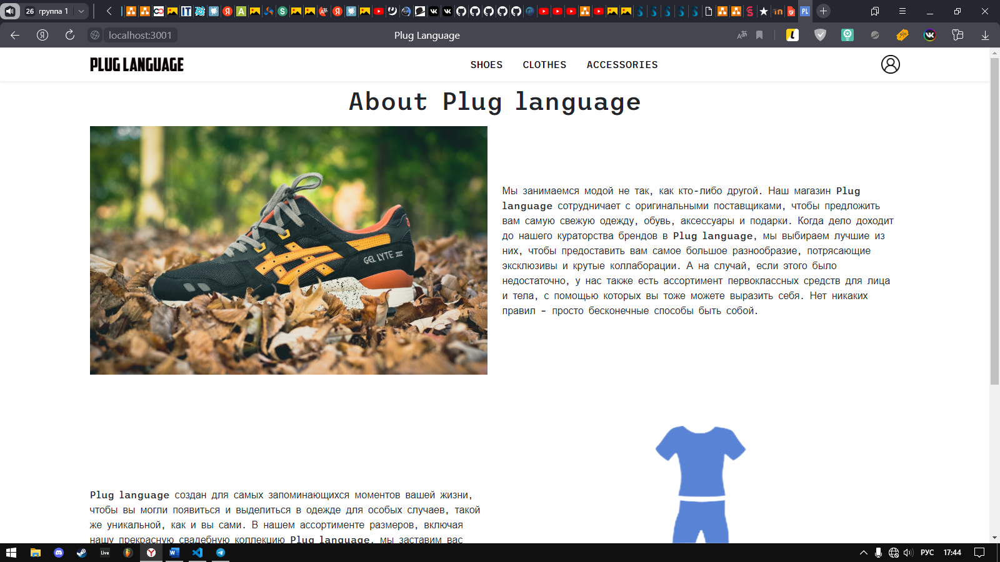 26 группа 1
localhost:3001
Plug Language
PLUG LANGUAGE
SHOES CLOTHES ACCESSORIES
About Plug language
GEL LYTE III
Мы занимаемся модой не так, как кто-либо другой. Наш магазин Plug
language сотрудничает с оригинальными поставщиками, чтобы предложить
вам самую свежую одежду, обувь, аксессуары и подарки. Когда дело доходит
до нашего кураторства брендов в Plug language, мы выбираем лучшие из
них, чтобы предоставить вам самое большое разнообразие, потрясающие
эксклюзивы и крутые коллаборации. А на случай, если этого было
недостаточно, у нас также есть ассортимент первоклассных средств для лица
и тела, с помощью которых вы тоже можете выразить себя. Нет никаких
правил - просто бесконечные способы быть собой.
Plug language создан для самых запоминающихся моментов вашей жизни,
чтобы вы могли появиться и выделиться в одежде для особых случаев, такой
же уникальной, как и вы сами. В нашем ассортименте размеров, включая
нашу прекрасную свадебную коллекцию Plug language, мы заставим вас
Live
РУС 17:44